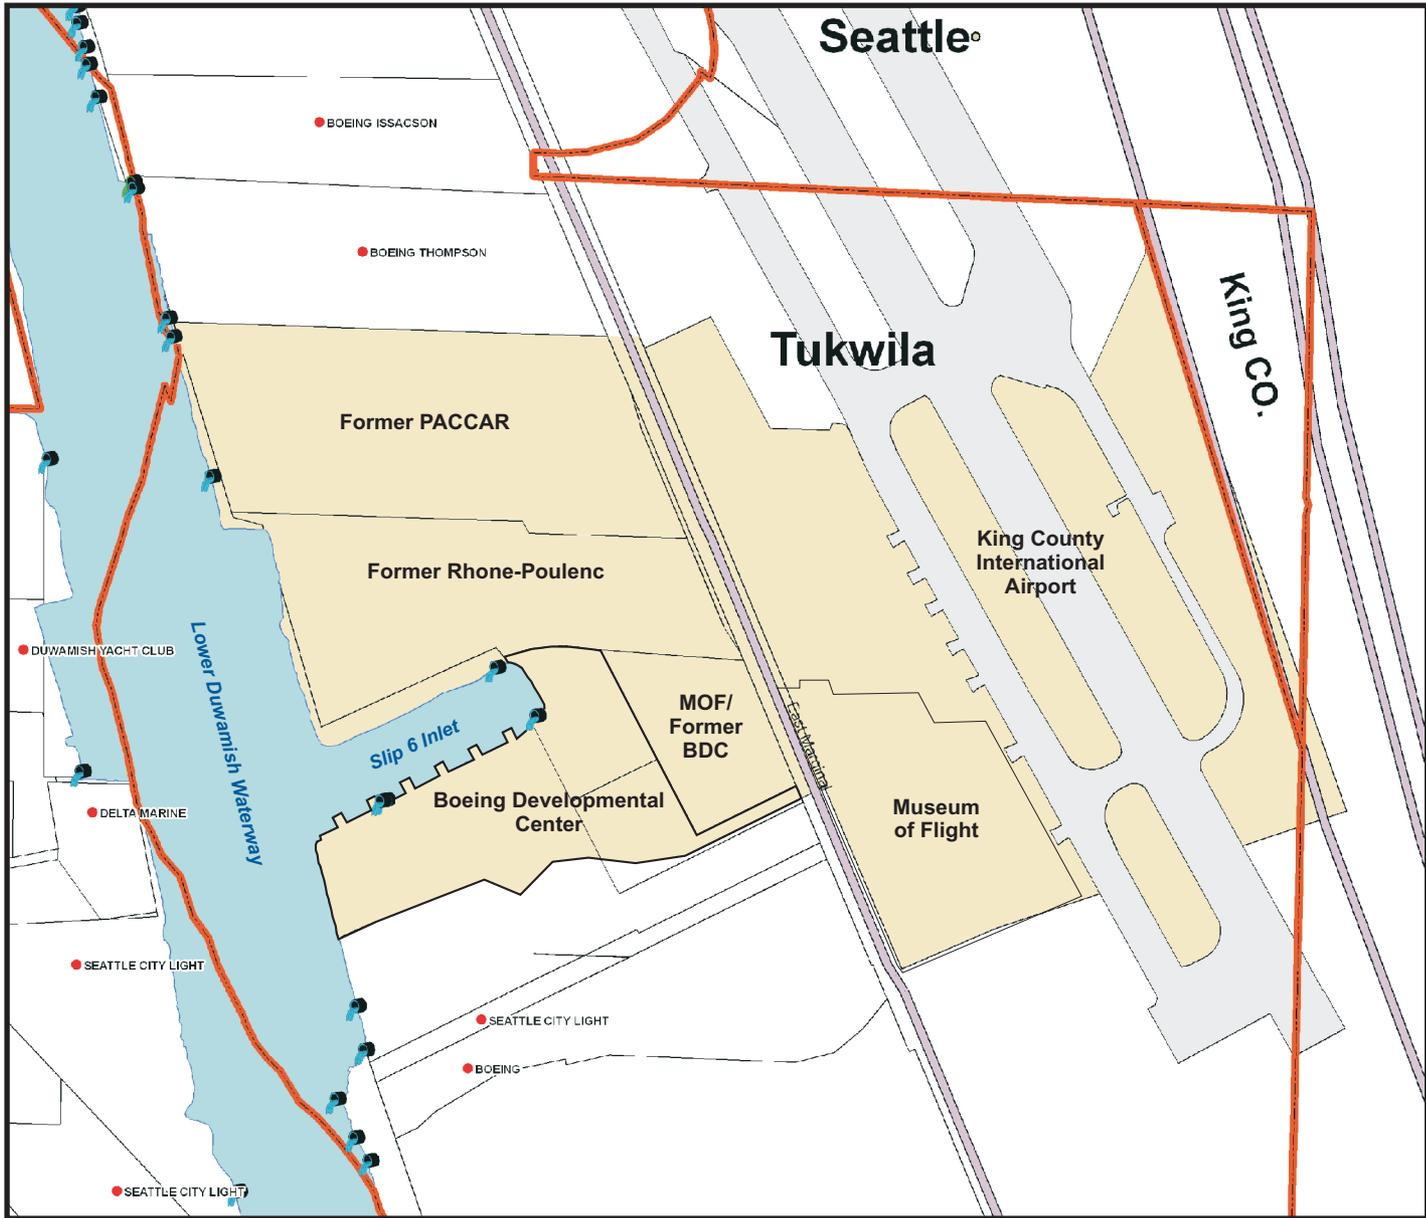 Seattle
BOEING ISSACSON
BOEING THOMPSON
King CO.
Tukwila
Former PACCAR
King County
International
Airport
Former Rhone-Poulenc
DUWAMISH YACHT CLUB
Lower Duwamish Waterway
MOF/
Former
BDC
Slip 6 Inlet
East Marginal
Boeing Developmental
Center
Museum
of Flight
DELTA MARINE
SEATTLE CITY LIGHT
SEATTLE CITY LIGHT
BOEING
SEATTLE CITY LIGHT